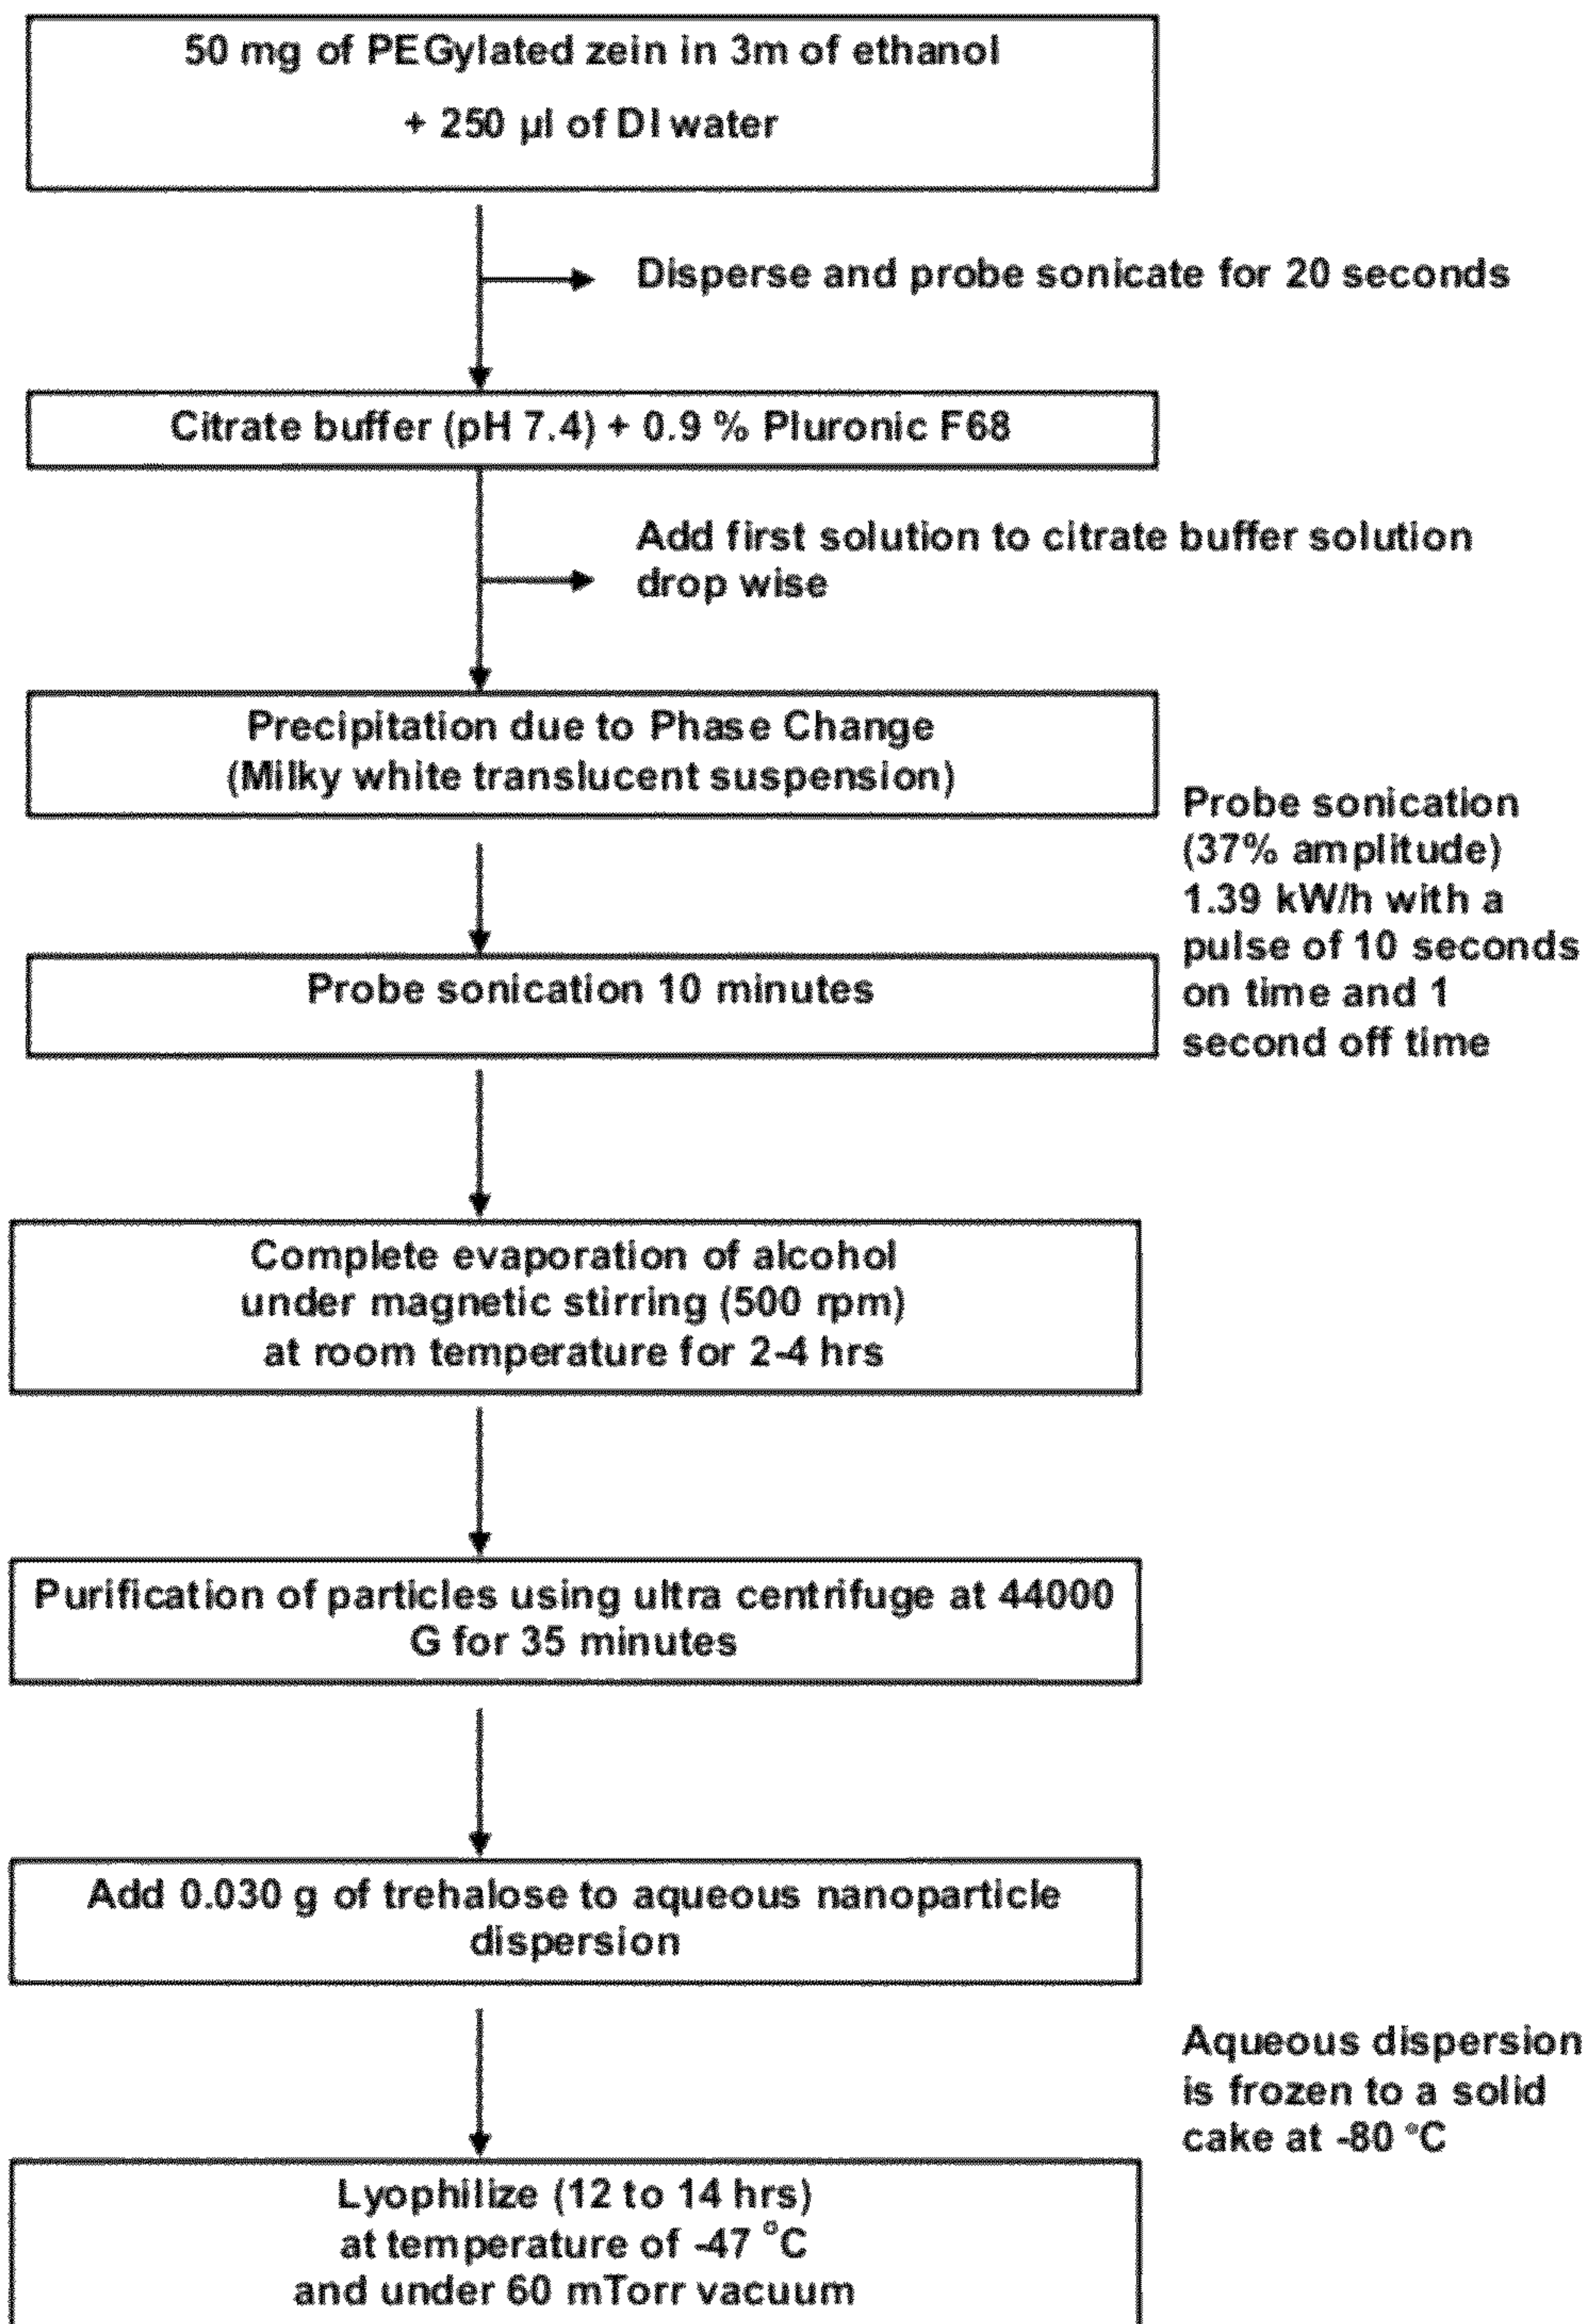 50 mg of PEGylated zein in 3m of ethanol
+ 250 µl of DI water
Disperse and probe sonicate for 20 seconds
Citrate buffer (pH 7.4) + 0.9 % Pluronic F68
Add first solution to citrate buffer solution
drop wise
Precipitation due to Phase Change
(Milky white translucent suspension)
Probe sonication
(37% amplitude)
1.39 kW/h with a
pulse of 10 seconds
on time and 1
second off time
Probe sonication 10 minutes
Complete evaporation of alcohol
under magnetic stirring (500 rpm)
at room temperature for 2-4 hrs
Purification of particles using ultra centrifuge at 44000
G for 35 minutes
Add 0.030 g of trehalose to aqueous nanoparticle
dispersion
Aqueous dispersion
is frozen to a solid
cake at -80 °C
Lyophilize (12 to 14 hrs)
at temperature of -47 °C
and under 60 mTorr vacuum